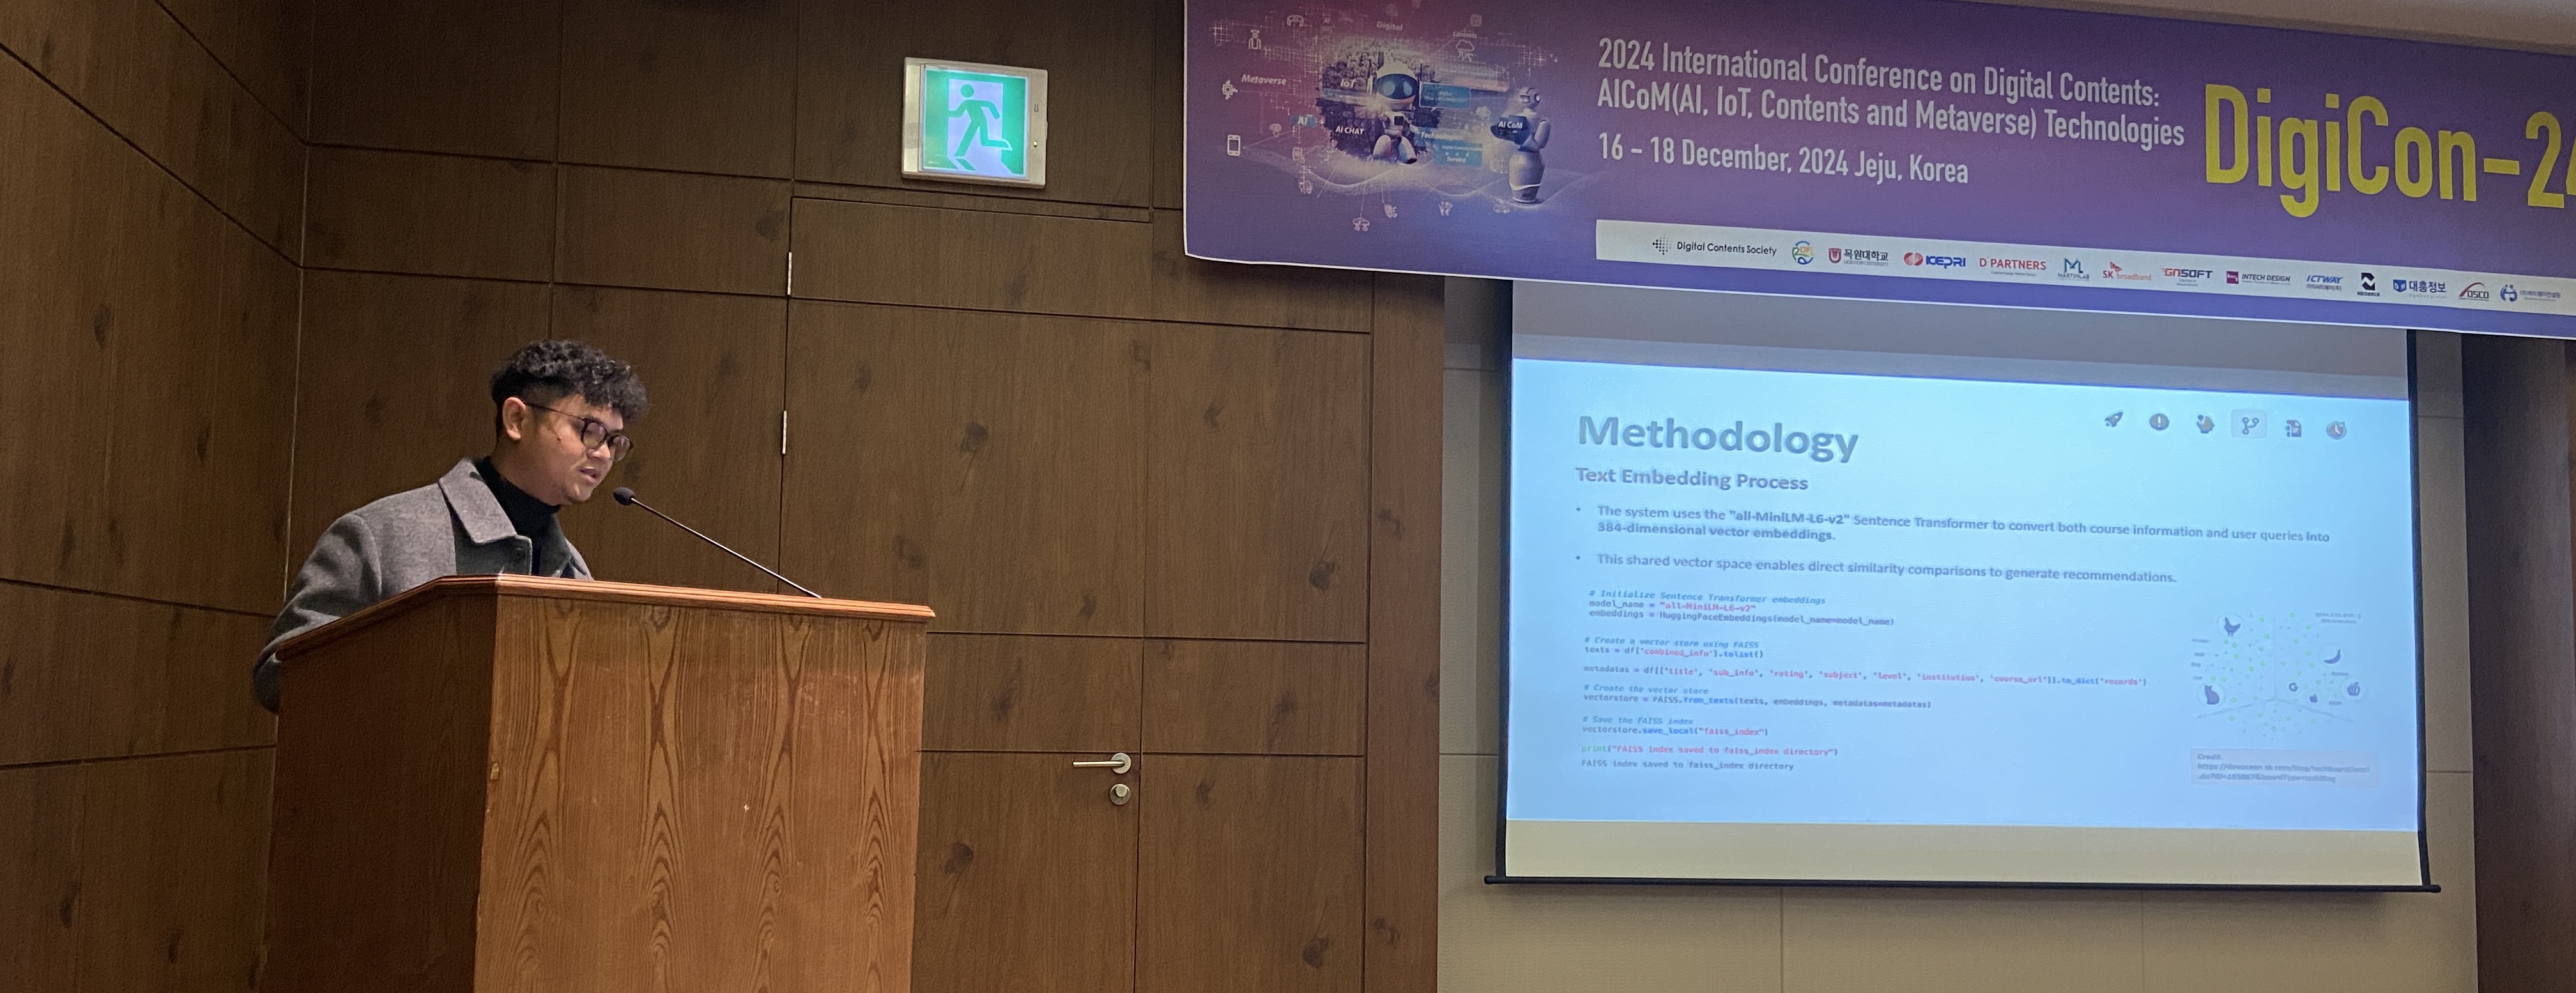 Digital
Metaverse
IoT
AI CHAT
AI CoM
2024 International Conference on Digital Contents:
AICoM(AI, IoT, Contents and Metaverse) Technologies
16 – 18 December, 2024 Jeju, Korea
DigiCon-24
Digital Contents Society
목원대학교
ICEPRI
D'PARTNERS
MARTINLAB
SK broadband
GNSOFT
INTECH DESIGN
ICTWAY
대흥정보
OSCO
Methodology
Text Embedding Process
• The system uses the "all-MiniLM-L6-v2" Sentence Transformer to convert both course information and user queries into
384-dimensional vector embeddings.
• This shared vector space enables direct similarity comparisons to generate recommendations.
# Initialize Sentence Transformer embeddings
model_name = "all-MiniLM-L6-v2"
embeddings = HuggingFaceEmbeddings(model_name=model_name)
# Create a vector store using FAISS
texts = df['combined_info'].tolist()
metadatas = df[['title', 'sub_info', 'rating', 'subject', 'level', 'institution', 'course_url']].to_dict('records')
# Create the vector store
vectorstore = FAISS.from_texts(texts, embeddings, metadatas=metadatas)
# Save the FAISS index
vectorstore.save_local("faiss_index")
print("FAISS index saved to faiss_index directory")
FAISS index saved to faiss_index directory
Credit: